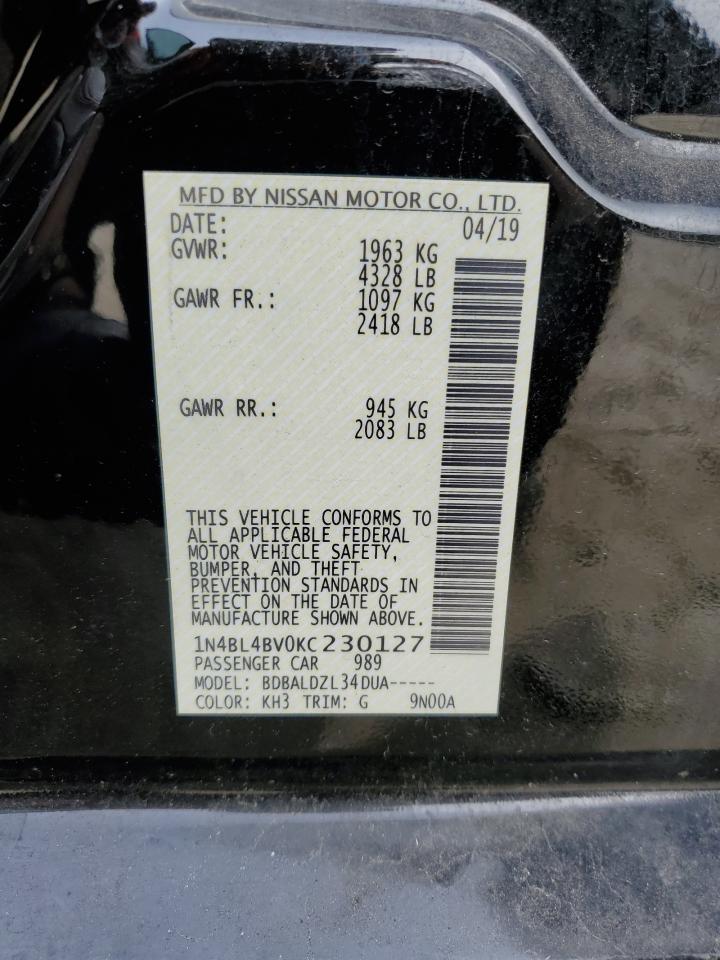 MFD BY NISSAN MOTOR CO., LTD.
DATE: 04/19
GVWR: 1963 KG
4328 LB
GAWR FR.: 1097 KG
2418 LB
GAWR RR.: 945 KG
2083 LB
THIS VEHICLE CONFORMS TO
ALL APPLICABLE FEDERAL
MOTOR VEHICLE SAFETY,
BUMPER, AND THEFT
PREVENTION STANDARDS IN
EFFECT ON THE DATE OF
MANUFACTURE SHOWN ABOVE.
1N4BL4BV0KC230127
PASSENGER CAR 989
MODEL: BDBALDZL34DUA-----
COLOR: KH3 TRIM: G 9N00A